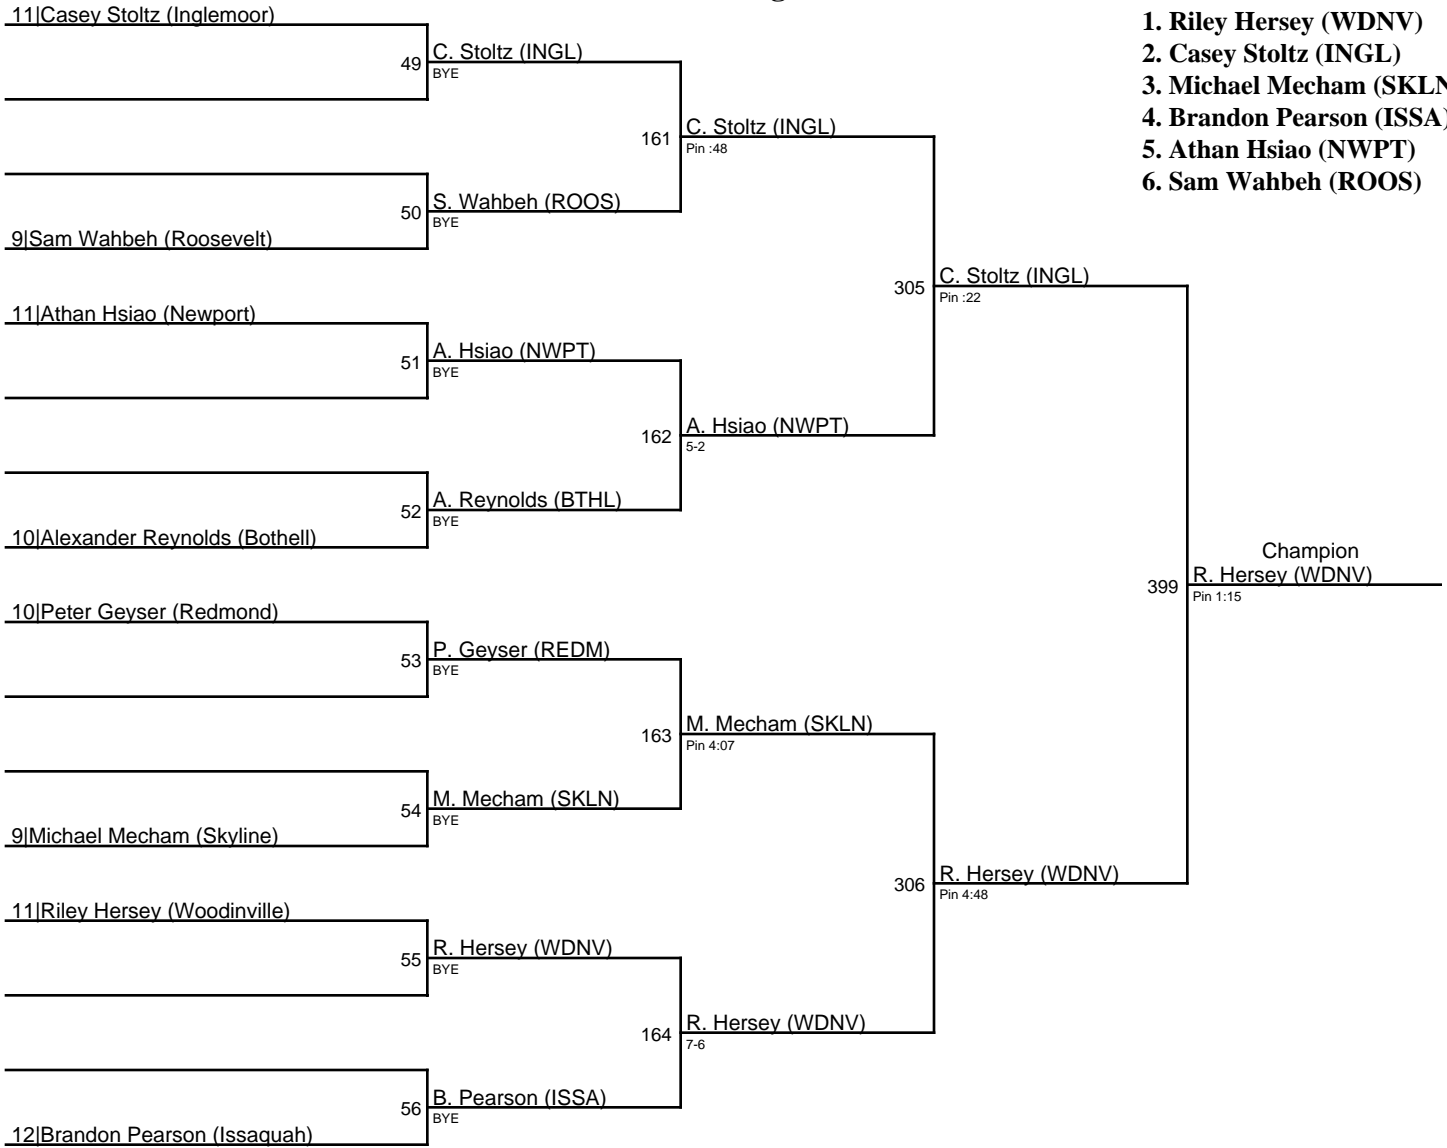 11|Casey Stoltz (Inglemoor)
49
C. Stoltz (INGL)
BYE
161
C. Stoltz (INGL)
Pin :48
50
S. Wahbeh (ROOS)
BYE
9|Sam Wahbeh (Roosevelt)
305
C. Stoltz (INGL)
Pin :22
11|Athan Hsiao (Newport)
51
A. Hsiao (NWPT)
BYE
162
A. Hsiao (NWPT)
5-2
52
A. Reynolds (BTHL)
BYE
10|Alexander Reynolds (Bothell)
399
Champion
R. Hersey (WDNV)
Pin 1:15
10|Peter Geyser (Redmond)
53
P. Geyser (REDM)
BYE
163
M. Mecham (SKLN)
Pin 4:07
54
M. Mecham (SKLN)
BYE
9|Michael Mecham (Skyline)
306
R. Hersey (WDNV)
Pin 4:48
11|Riley Hersey (Woodinville)
55
R. Hersey (WDNV)
BYE
164
R. Hersey (WDNV)
7-6
56
B. Pearson (ISSA)
BYE
12|Brandon Pearson (Issaquah)
1. Riley Hersey (WDNV)
2. Casey Stoltz (INGL)
3. Michael Mecham (SKLN
4. Brandon Pearson (ISSA)
5. Athan Hsiao (NWPT)
6. Sam Wahbeh (ROOS)